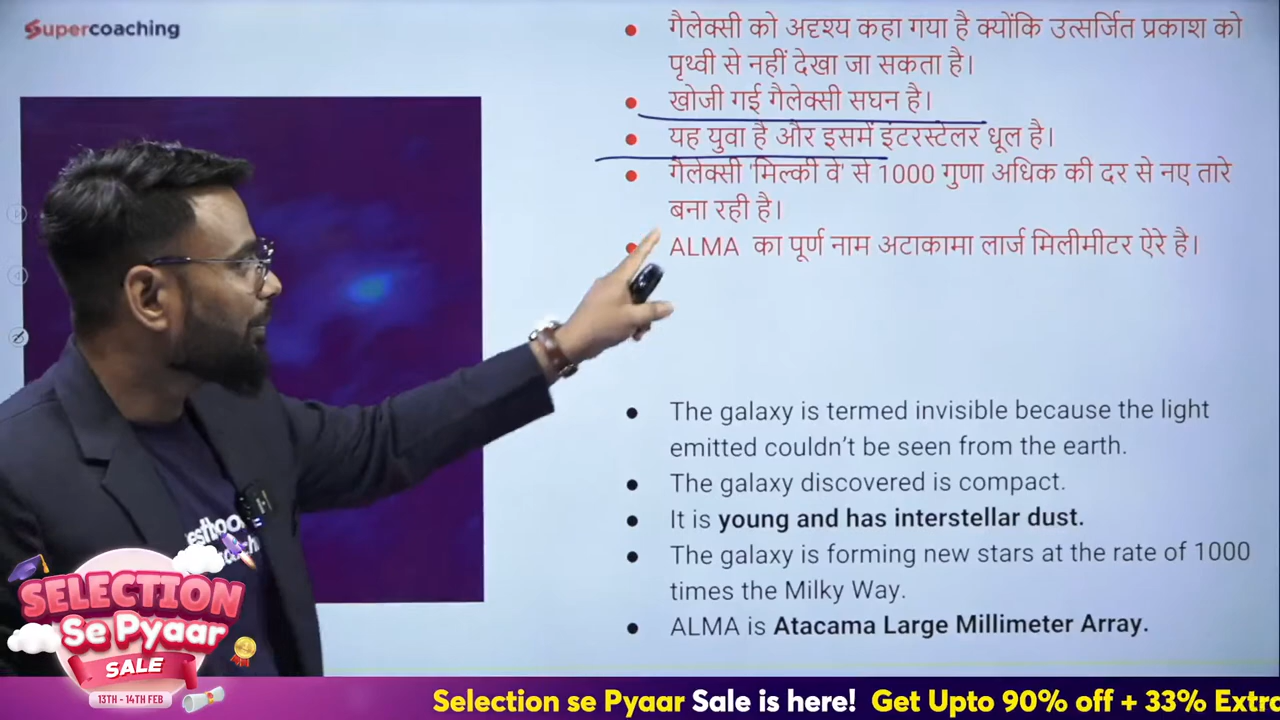 Supercoaching
गैलेक्सी को अदृश्य कहा गया है क्योंकि उत्सर्जित प्रकाश को
पृथ्वी से नहीं देखा जा सकता है।
खोजी गई गैलेक्सी सघन है।
यह युवा है और इसमें इंटरस्टेलर धूल है।
गैलेक्सी 'मिल्की वे' से 1000 गुणा अधिक की दर से नए तारे
बना रही है।
ALMA का पूर्ण नाम अटाकामा लार्ज मिलीमीटर ऐरे है।
The galaxy is termed invisible because the light
emitted couldn't be seen from the earth.
The galaxy discovered is compact.
It is young and has interstellar dust.
The galaxy is forming new stars at the rate of 1000
times the Milky Way.
ALMA is Atacama Large Millimeter Array.
SELECTION
Se Pyaar
SALE
13TH - 14TH FEB
Selection se Pyaar Sale is here! Get Upto 90% off + 33%